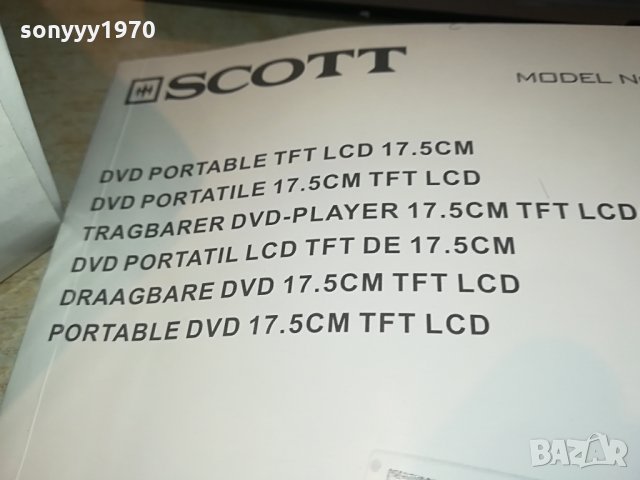 sonyyy1970
SCOTT
MODEL
DVD PORTABLE TFT LCD 17.5CM
DVD PORTATILE 17.5CM TFT LCD
TRAGBARER DVD-PLAYER 17.5CM TFT LCD
DVD PORTATIL LCD TFT DE 17.5CM
DRAAGBARE DVD 17.5CM TFT LCD
PORTABLE DVD 17.5CM TFT LCD
BAZAR